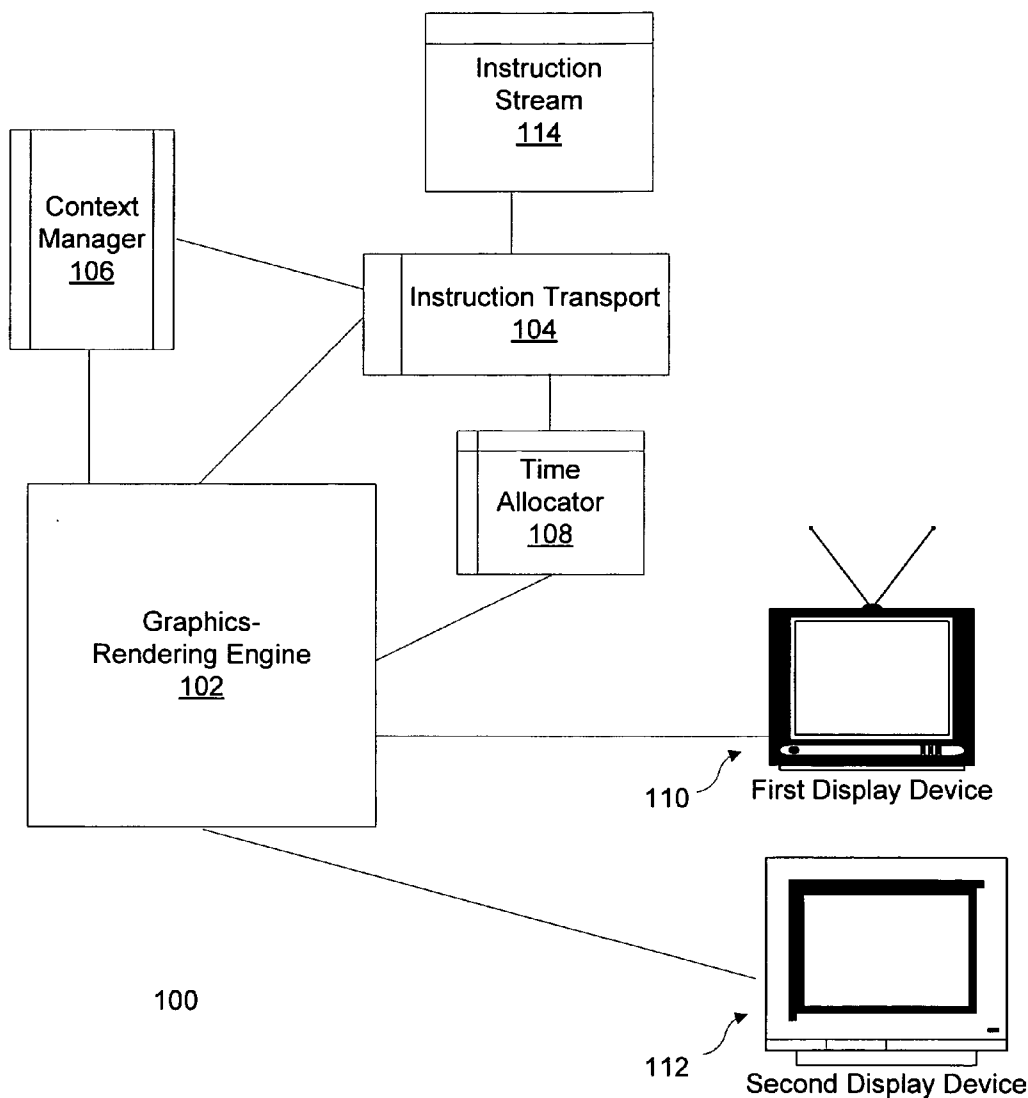 Instruction
Stream
114
Context
Manager
106
Instruction Transport
104
Time
Allocator
108
Graphics-
Rendering Engine
102
110
First Display Device
100
112
Second Display Device